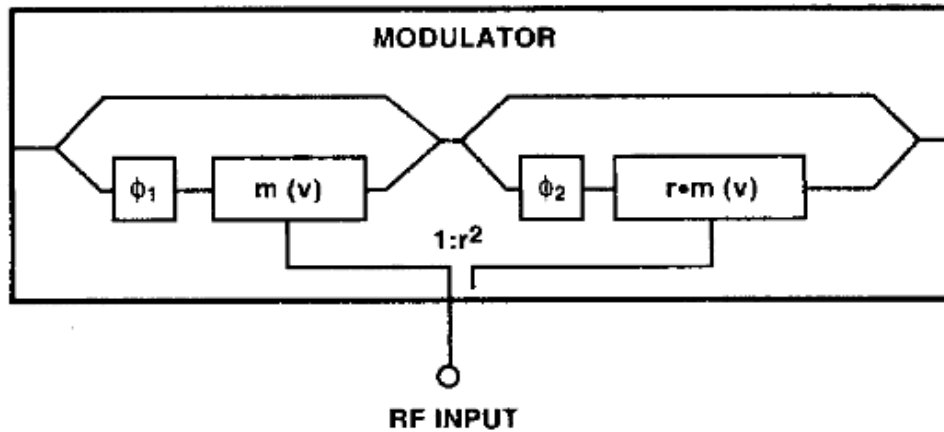 MODULATOR
ϕ₁
m (v)
ϕ₂
r•m (v)
1:r²
RF INPUT